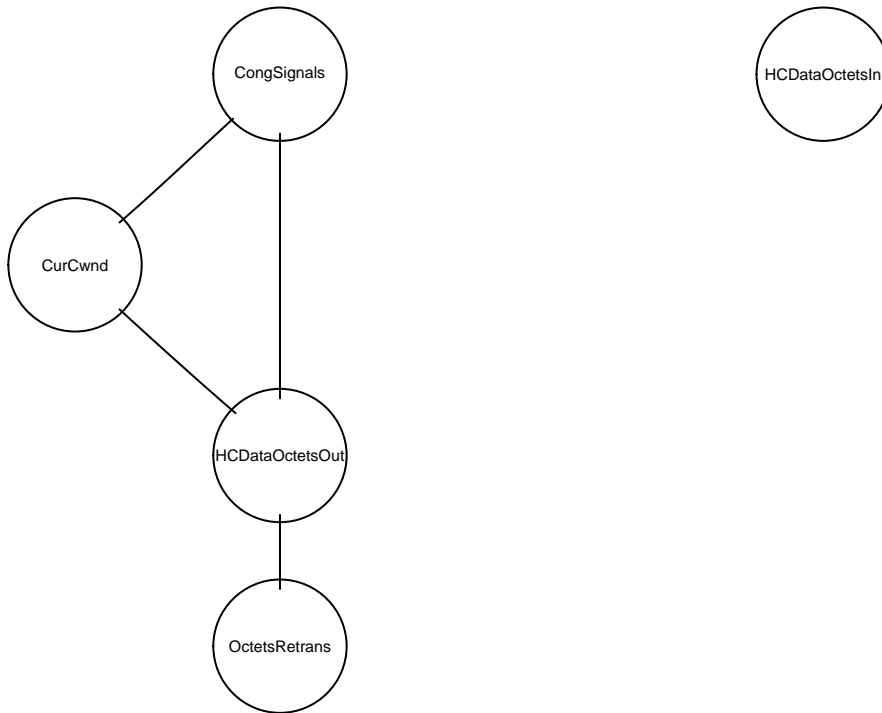 CongSignals
HCDataOctetsIn
CurCwnd
HCDataOctetsOut
OctetsRetrans